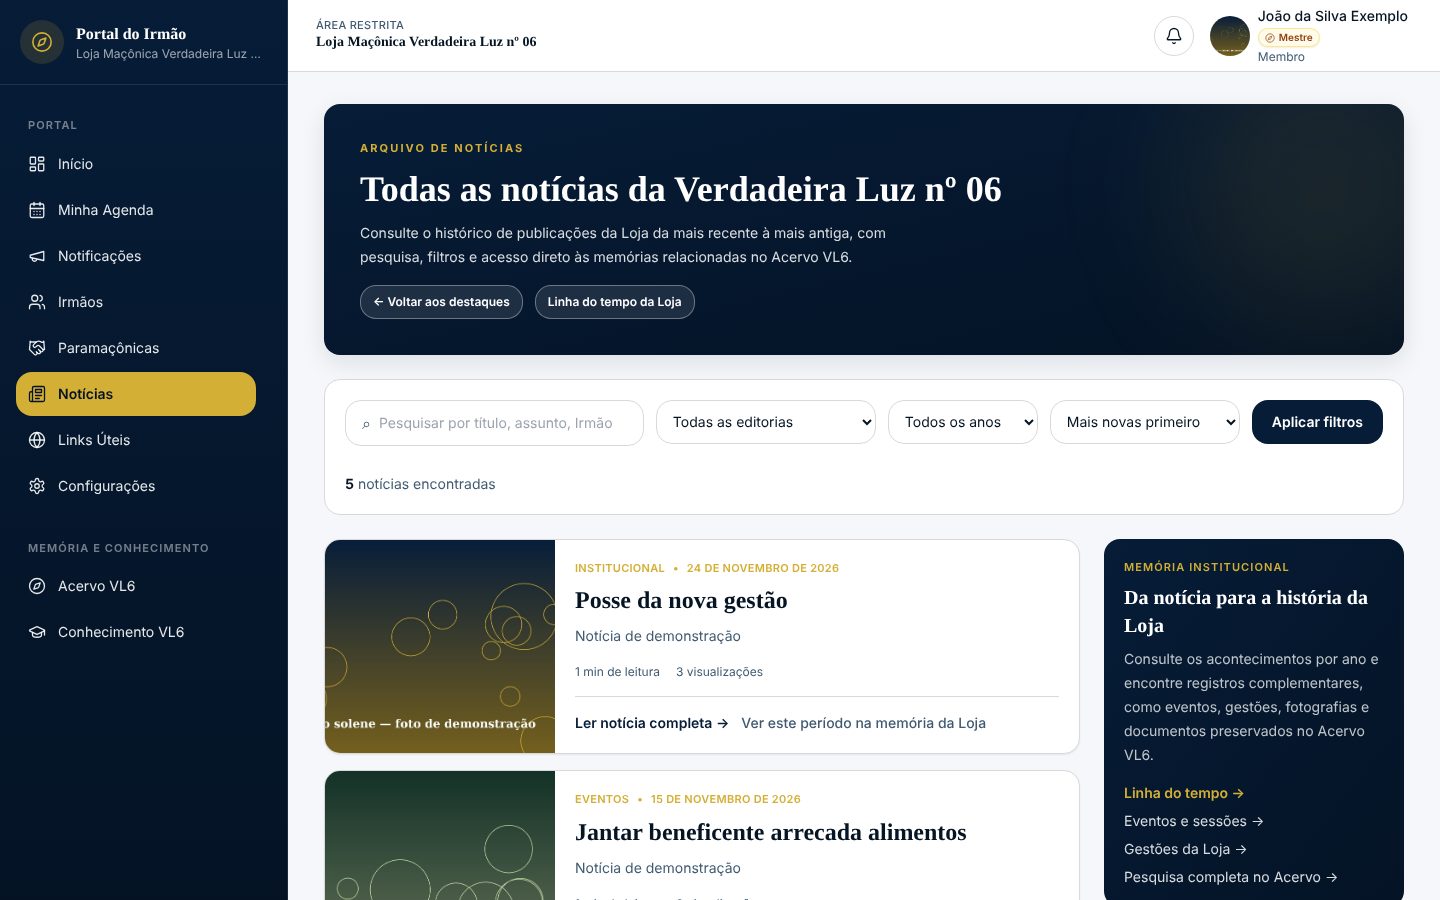 Portal do Irmão
Loja Maçônica Verdadeira Luz ...
PORTAL
Início
Minha Agenda
Notificações
Irmãos
Paramaçônicas
Notícias
Links Úteis
Configurações
MEMÓRIA E CONHECIMENTO
Acervo VL6
Conhecimento VL6
ÁREA RESTRITA
Loja Maçônica Verdadeira Luz nº 06
João da Silva Exemplo
Mestre
Membro
ARQUIVO DE NOTÍCIAS
Todas as notícias da Verdadeira Luz nº 06
Consulte o histórico de publicações da Loja da mais recente à mais antiga, com
pesquisa, filtros e acesso direto às memórias relacionadas no Acervo VL6.
← Voltar aos destaques
Linha do tempo da Loja
Pesquisar por título, assunto, Irmão
Todas as editorias
Todos os anos
Mais novas primeiro
Aplicar filtros
5 notícias encontradas
o solene — foto de demonstração
INSTITUCIONAL • 24 DE NOVEMBRO DE 2026
Posse da nova gestão
Notícia de demonstração
1 min de leitura 3 visualizações
Ler notícia completa → Ver este período na memória da Loja
EVENTOS • 15 DE NOVEMBRO DE 2026
Jantar beneficente arrecada alimentos
Notícia de demonstração
MEMÓRIA INSTITUCIONAL
Da notícia para a história da
Loja
Consulte os acontecimentos por ano e
encontre registros complementares,
como eventos, gestões, fotografias e
documentos preservados no Acervo
VL6.
Linha do tempo →
Eventos e sessões →
Gestões da Loja →
Pesquisa completa no Acervo →